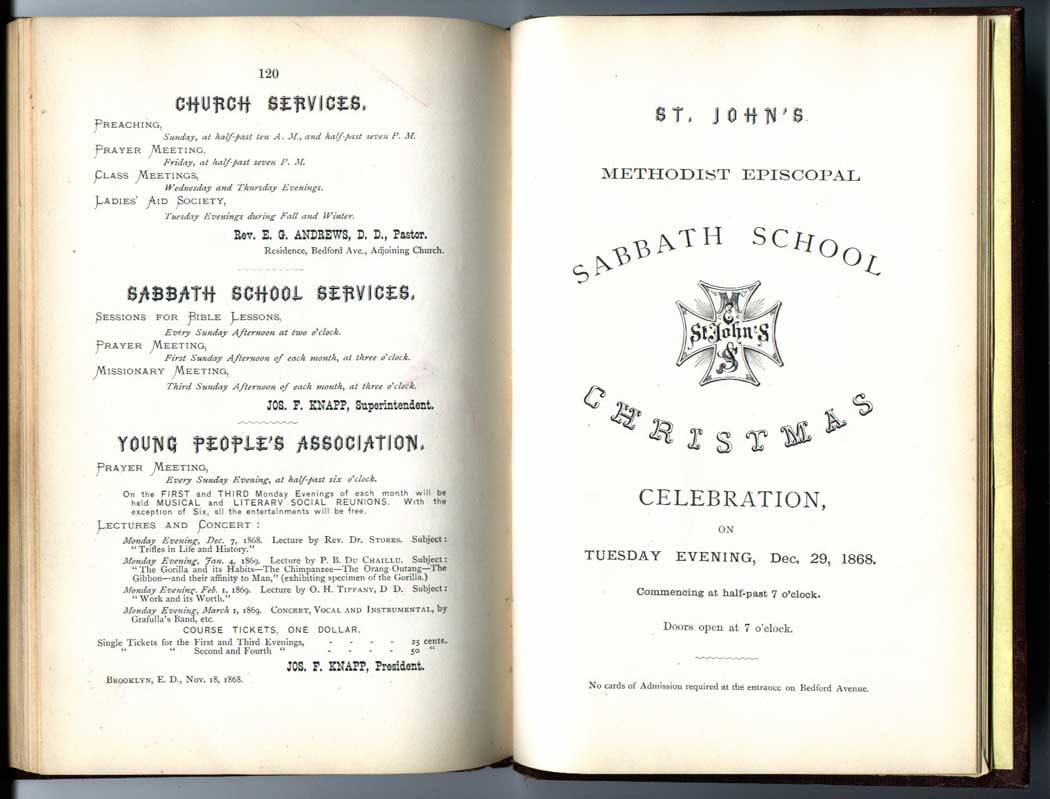 120
CHURCH SERVICES.
PREACHING,
Sunday, at half-past ten A. M., and half-past seven P. M.
PRAYER MEETING,
Friday, at half-past seven P. M.
CLASS MEETINGS,
Wednesday and Thursday Evenings.
LADIES' AID SOCIETY,
Tuesday Evenings during Fall and Winter.
Rev. E. G. ANDREWS, D. D., Pastor.
Residence, Bedford Ave., Adjoining Church.
SABBATH SCHOOL SERVICES.
SESSIONS FOR BIBLE LESSONS,
Every Sunday Afternoon at two o'clock.
PRAYER MEETING,
First Sunday Afternoon of each month, at three o'clock.
MISSIONARY MEETING,
Third Sunday Afternoon of each month, at three o'clock.
JOS. F. KNAPP, Superintendent.
YOUNG PEOPLE'S ASSOCIATION.
PRAYER MEETING,
Every Sunday Evening, at half-past six o'clock.
On the FIRST and THIRD Monday Evenings of each month will be
held MUSICAL and LITERARY SOCIAL REUNIONS. With the
exception of Six, all the entertainments will be free.
LECTURES AND CONCERT :
Monday Evening, Dec. 7, 1868. Lecture by Rev. Dr. STORRS. Subject :
"Trifles in Life and History."
Monday Evening, Jan. 4, 1869. Lecture by P. B. DU CHAILLU. Subject :
"The Gorilla and its Habits—The Chimpanzee—The Orang-Outang—The
Gibbon—and their affinity to Man," (exhibiting specimen of the Gorilla.)
Monday Evening. Feb. 1, 1869. Lecture by O. H. TIFFANY, D D. Subject :
"Work and its Worth."
Monday Evening, March 1, 1869. CONCERT, VOCAL AND INSTRUMENTAL, by
Grafulla's Band, etc.
COURSE TICKETS, ONE DOLLAR.
Single Tickets for the First and Third Evenings, - - - - 25 cents.
" " Second and Fourth " - - - - 50 "
JOS. F. KNAPP, President.
BROOKLYN, E. D., Nov. 18, 1868.
ST. JOHN'S
METHODIST EPISCOPAL
SABBATH SCHOOL
M
E
St. John's
S
S
CHRISTMAS
CELEBRATION,
ON
TUESDAY EVENING, Dec. 29, 1868.
Commencing at half-past 7 o'clock.
Doors open at 7 o'clock.
No cards of Admission required at the entrance on Bedford Avenue.